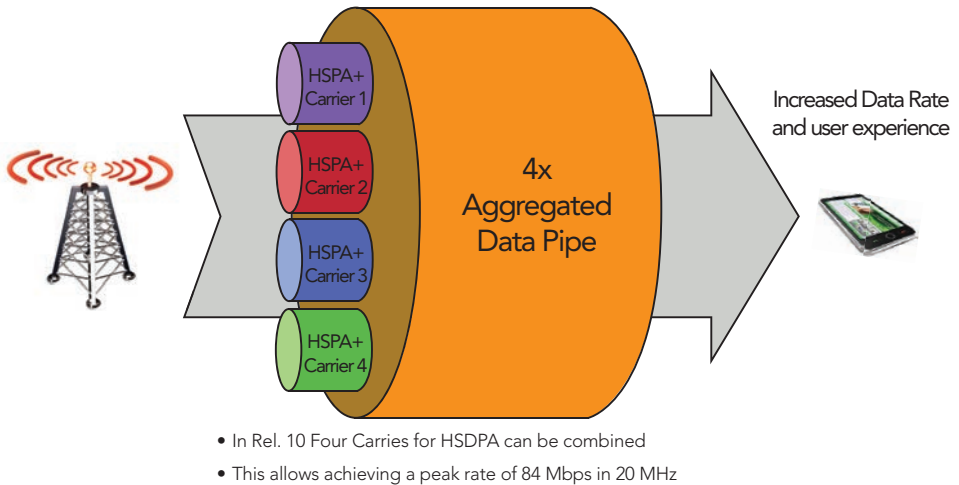 HSPA+
Carrier 1
HSPA+
Carrier 2
HSPA+
Carrier 3
HSPA+
Carrier 4
4x
Aggregated
Data Pipe
Increased Data Rate
and user experience
• In Rel. 10 Four Carries for HSDPA can be combined
• This allows achieving a peak rate of 84 Mbps in 20 MHz